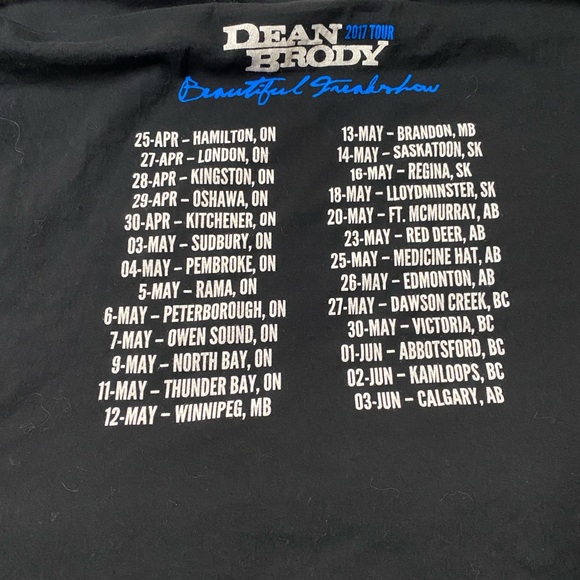 DEAN 2017 TOUR
BRODY
Beautiful Freakshow
25-APR – HAMILTON, ON
27-APR – LONDON, ON
28-APR – KINGSTON, ON
29-APR – OSHAWA, ON
30-APR – KITCHENER, ON
03-MAY – SUDBURY, ON
04-MAY – PEMBROKE, ON
5-MAY – RAMA, ON
6-MAY – PETERBOROUGH, ON
7-MAY – OWEN SOUND, ON
9-MAY – NORTH BAY, ON
11-MAY – THUNDER BAY, ON
12-MAY – WINNIPEG, MB
13-MAY – BRANDON, MB
14-MAY – SASKATOON, SK
16-MAY – REGINA, SK
18-MAY – LLOYDMINSTER, SK
20-MAY – FT. MCMURRAY, AB
23-MAY – RED DEER, AB
25-MAY – MEDICINE HAT, AB
26-MAY – EDMONTON, AB
27-MAY – DAWSON CREEK, BC
30-MAY – VICTORIA, BC
01-JUN – ABBOTSFORD, BC
02-JUN – KAMLOOPS, BC
03-JUN – CALGARY, AB